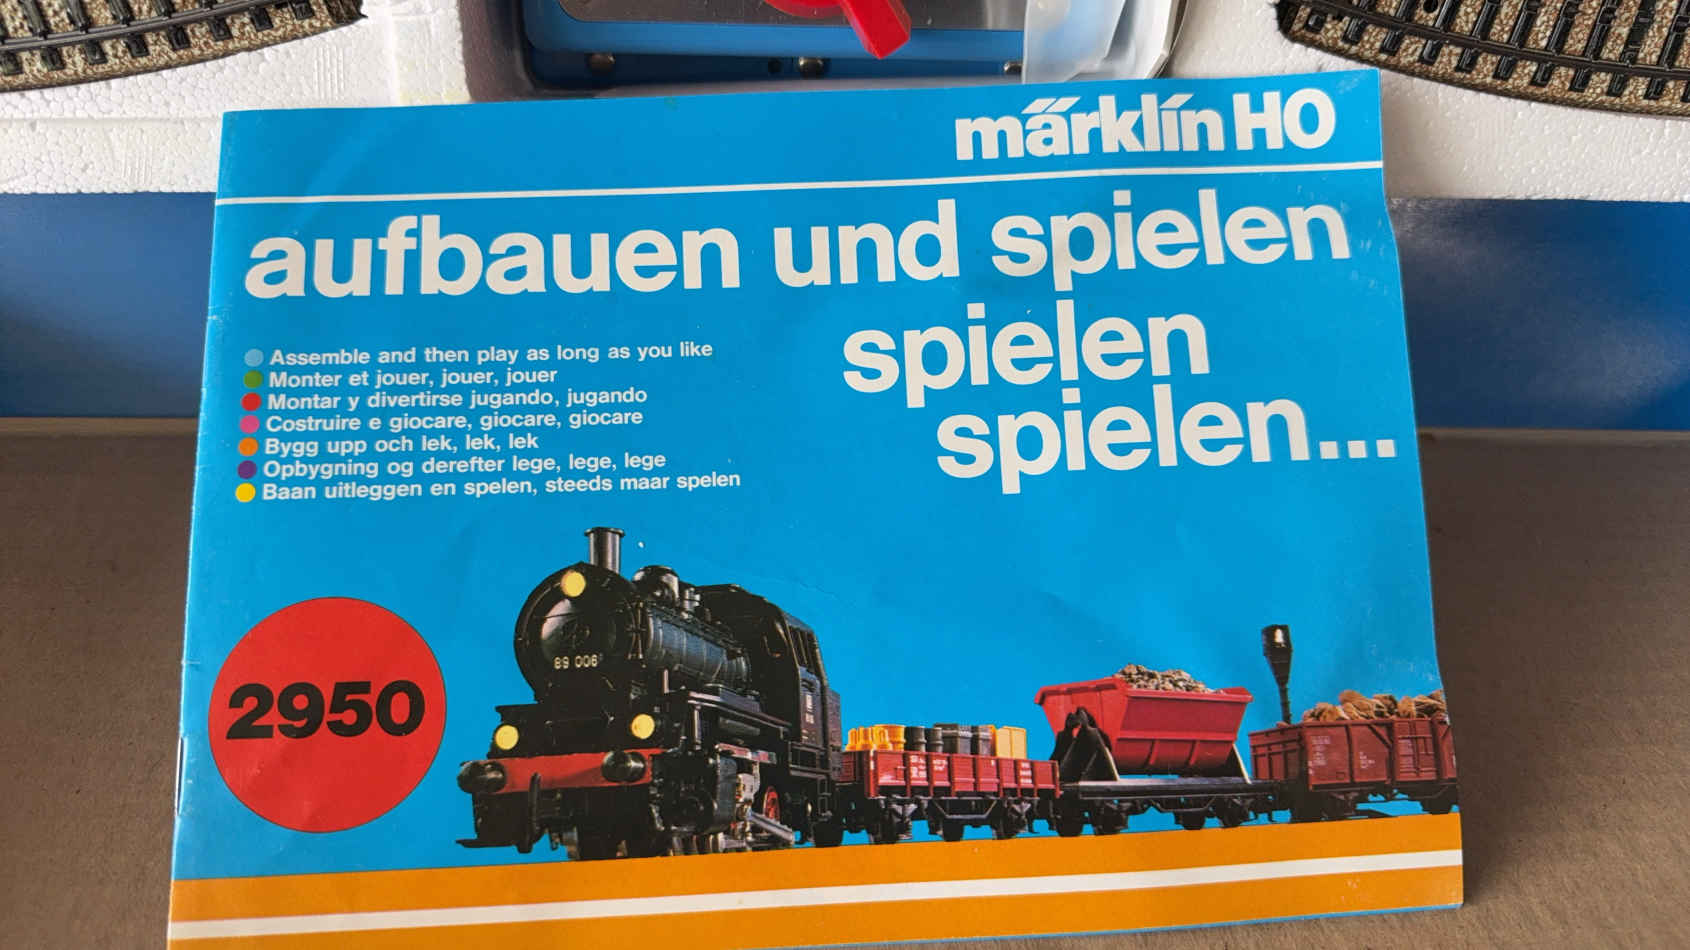 märklín HO
aufbauen und spielen
spielen
spielen...
Assemble and then play as long as you like
Monter et jouer, jouer, jouer
Montar y divertirse jugando, jugando
Costruire e giocare, giocare, giocare
Bygg upp och lek, lek, lek
Opbygning og derefter lege, lege, lege
Baan uitleggen en spelen, steeds maar spelen
2950
89 006